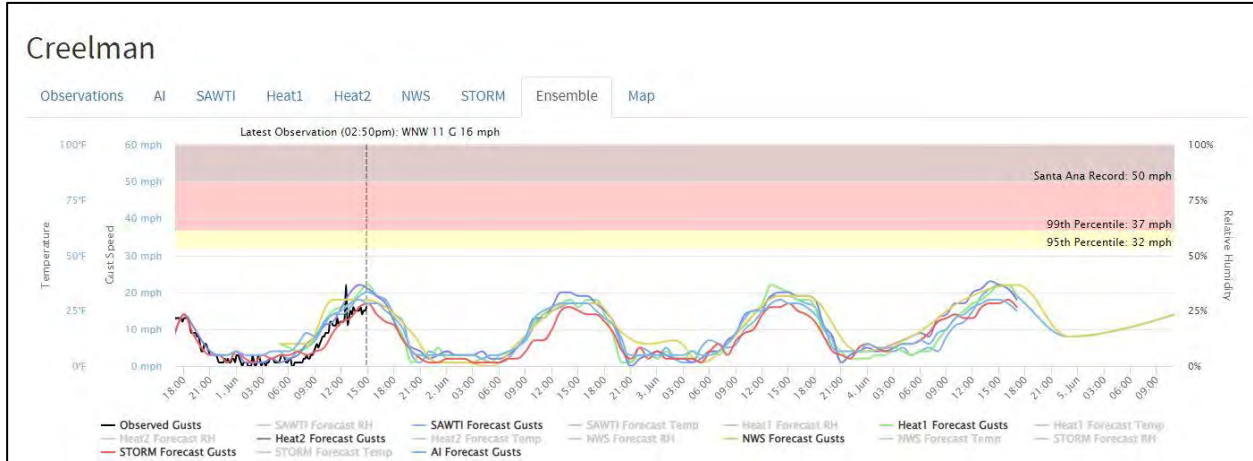 Creelman
Observations AI SAWTI Heat1 Heat2 NWS STORM Ensemble Map
Latest Observation (02:50pm): WNW 11 G 16 mph
100°F 60 mph 100%
50 mph Santa Ana Record: 50 mph
75°F 75%
40 mph 99th Percentile: 37 mph
95th Percentile: 32 mph
50°F 30 mph 50%
20 mph
25°F 25%
10 mph
0°F 0 mph 0%
Temperature
Gust Speed
Relative Humidity
18:00 21:00 1. Jun 03:00 06:00 09:00 12:00 15:00 18:00 21:00 2. Jun 03:00 06:00 09:00 12:00 15:00 18:00 21:00 3. Jun 03:00 06:00 09:00 12:00 15:00 18:00 21:00 4. Jun 03:00 06:00 09:00 12:00 15:00 18:00 21:00 5. Jun 03:00 06:00 09:00
Observed Gusts SAWTI Forecast RH SAWTI Forecast Gusts SAWTI Forecast Temp Heat1 Forecast RH Heat1 Forecast Gusts Heat1 Forecast Temp
Heat2 Forecast RH Heat2 Forecast Gusts Heat2 Forecast Temp NWS Forecast RH NWS Forecast Gusts NWS Forecast Temp STORM Forecast RH
STORM Forecast Gusts STORM Forecast Temp AI Forecast Gusts